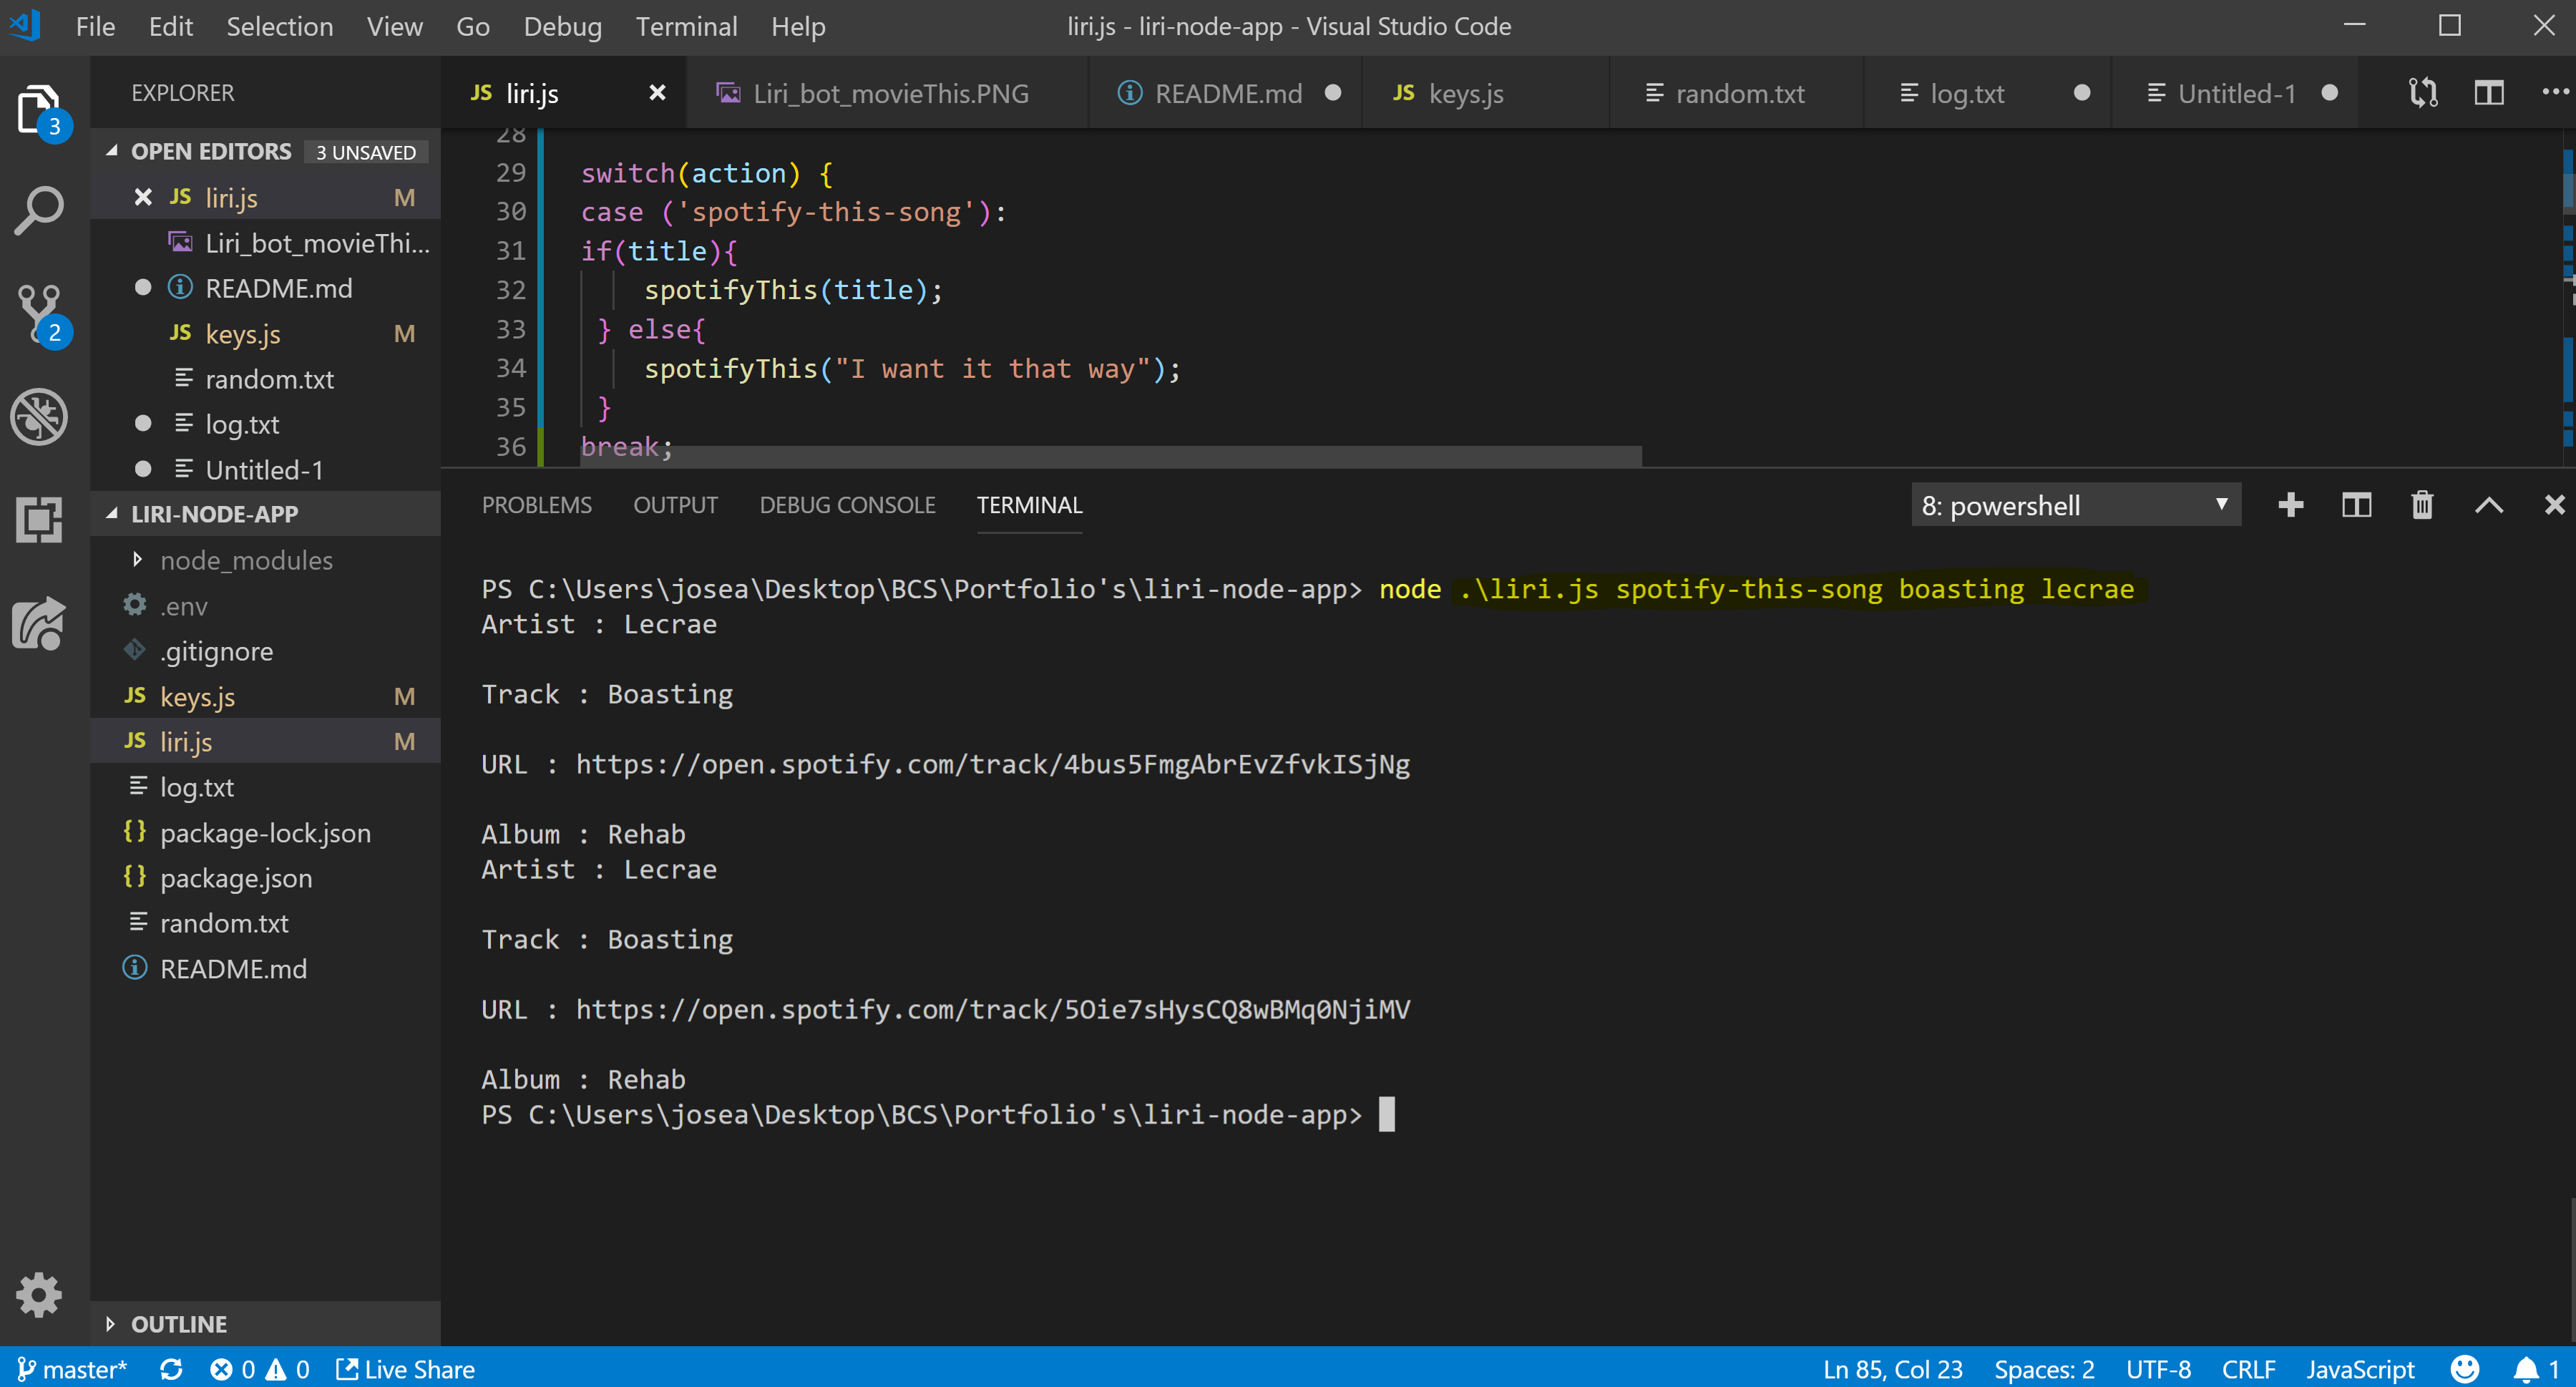 File Edit Selection View Go Debug Terminal Help
liri.js - liri-node-app - Visual Studio Code
EXPLORER
OPEN EDITORS 3 UNSAVED
JS liri.js M
Liri_bot_movieThi...
README.md
JS keys.js M
random.txt
log.txt
Untitled-1
LIRI-NODE-APP
node_modules
.env
.gitignore
JS keys.js M
JS liri.js M
log.txt
{} package-lock.json
{} package.json
random.txt
README.md
OUTLINE
3
2
JS liri.js Liri_bot_movieThis.PNG README.md JS keys.js random.txt log.txt Untitled-1
28
29 switch(action) {
30 case ('spotify-this-song'):
31 if(title){
32 spotifyThis(title);
33 } else{
34 spotifyThis("I want it that way");
35 }
36 break;
PROBLEMS OUTPUT DEBUG CONSOLE TERMINAL 8: powershell
PS C:\Users\josea\Desktop\BCS\Portfolio's\liri-node-app> node .\liri.js spotify-this-song boasting lecrae
Artist : Lecrae
Track : Boasting
URL : https://open.spotify.com/track/4bus5FmgAbrEvZfvkISjNg
Album : Rehab
Artist : Lecrae
Track : Boasting
URL : https://open.spotify.com/track/5Oie7sHysCQ8wBMq0NjiMV
Album : Rehab
PS C:\Users\josea\Desktop\BCS\Portfolio's\liri-node-app>
master* 0 0 Live Share Ln 85, Col 23 Spaces: 2 UTF-8 CRLF JavaScript 1